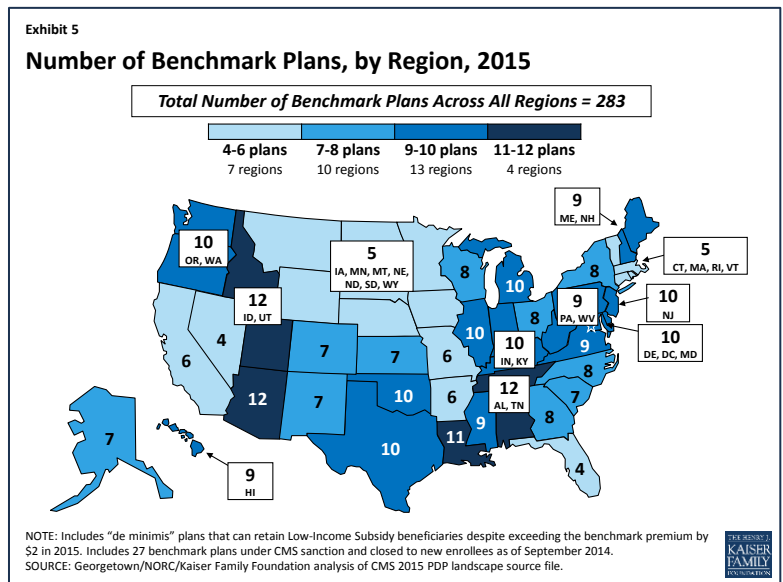 Exhibit 5
Number of Benchmark Plans, by Region, 2015
Total Number of Benchmark Plans Across All Regions = 283
4-6 plans 7-8 plans 9-10 plans 11-12 plans
7 regions 10 regions 13 regions 4 regions
9
ME, NH
10
OR, WA
5
IA, MN, MT, NE,
ND, SD, WY
8
10
8
5
CT, MA, RI, VT
12
ID, UT
9
PA, WV
10
NJ
6
4
7
7
6
10
10
IN, KY
8
9
10
DE, DC, MD
12
7
10
6
12
AL, TN
8
7
10
11
9
8
4
7
9
HI
NOTE: Includes “de minimis” plans that can retain Low-Income Subsidy beneficiaries despite exceeding the benchmark premium by
$2 in 2015. Includes 27 benchmark plans under CMS sanction and closed to new enrollees as of September 2014.
SOURCE: Georgetown/NORC/Kaiser Family Foundation analysis of CMS 2015 PDP landscape source file.
THE HENRY J.
KAISER
FAMILY
FOUNDATION